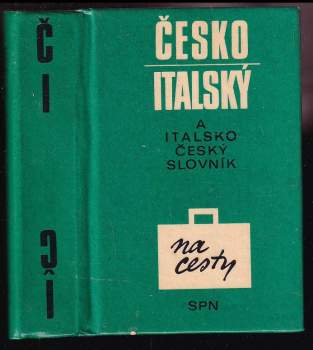 Č
I
I
Č
ČESKO
ITALSKÝ
A
ITALSKO
ČESKÝ
SLOVNÍK
na
cesty
SPN